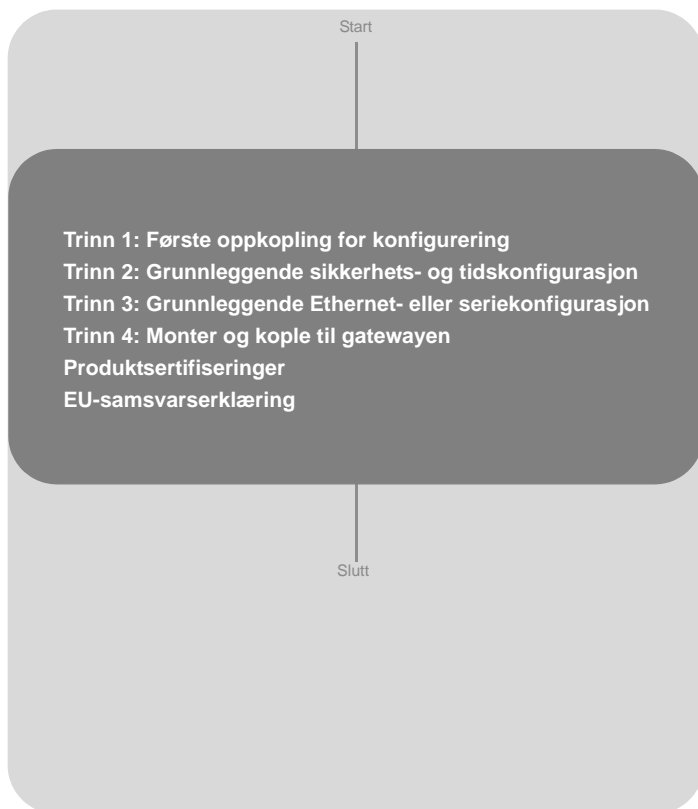 Start
Trinn 1: Første oppkopling for konfigurering
Trinn 2: Grunnleggende sikkerhets- og tidskonfigurasjon
Trinn 3: Grunnleggende Ethernet- eller seriekonfigurasjon
Trinn 4: Monter og kople til gatewayen
Produktsertifiseringer
EU-samsvarserklæring
Slutt